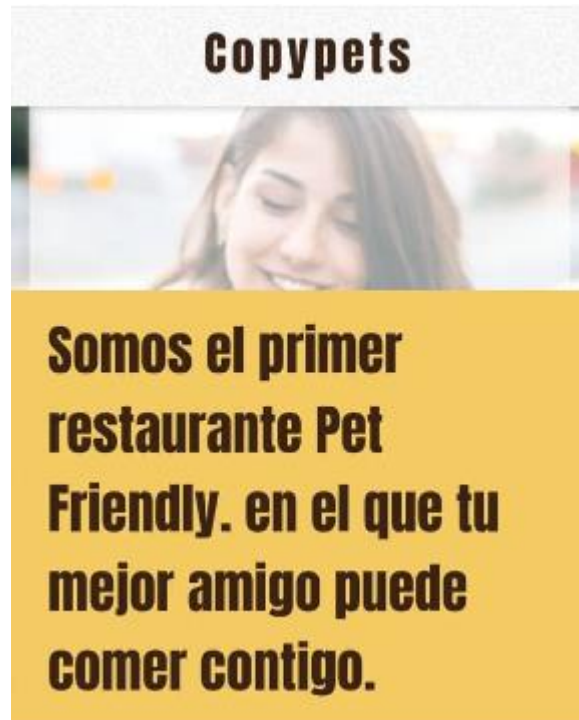 Copypets
Somos el primer
restaurante Pet
Friendly. en el que tu
mejor amigo puede
comer contigo.